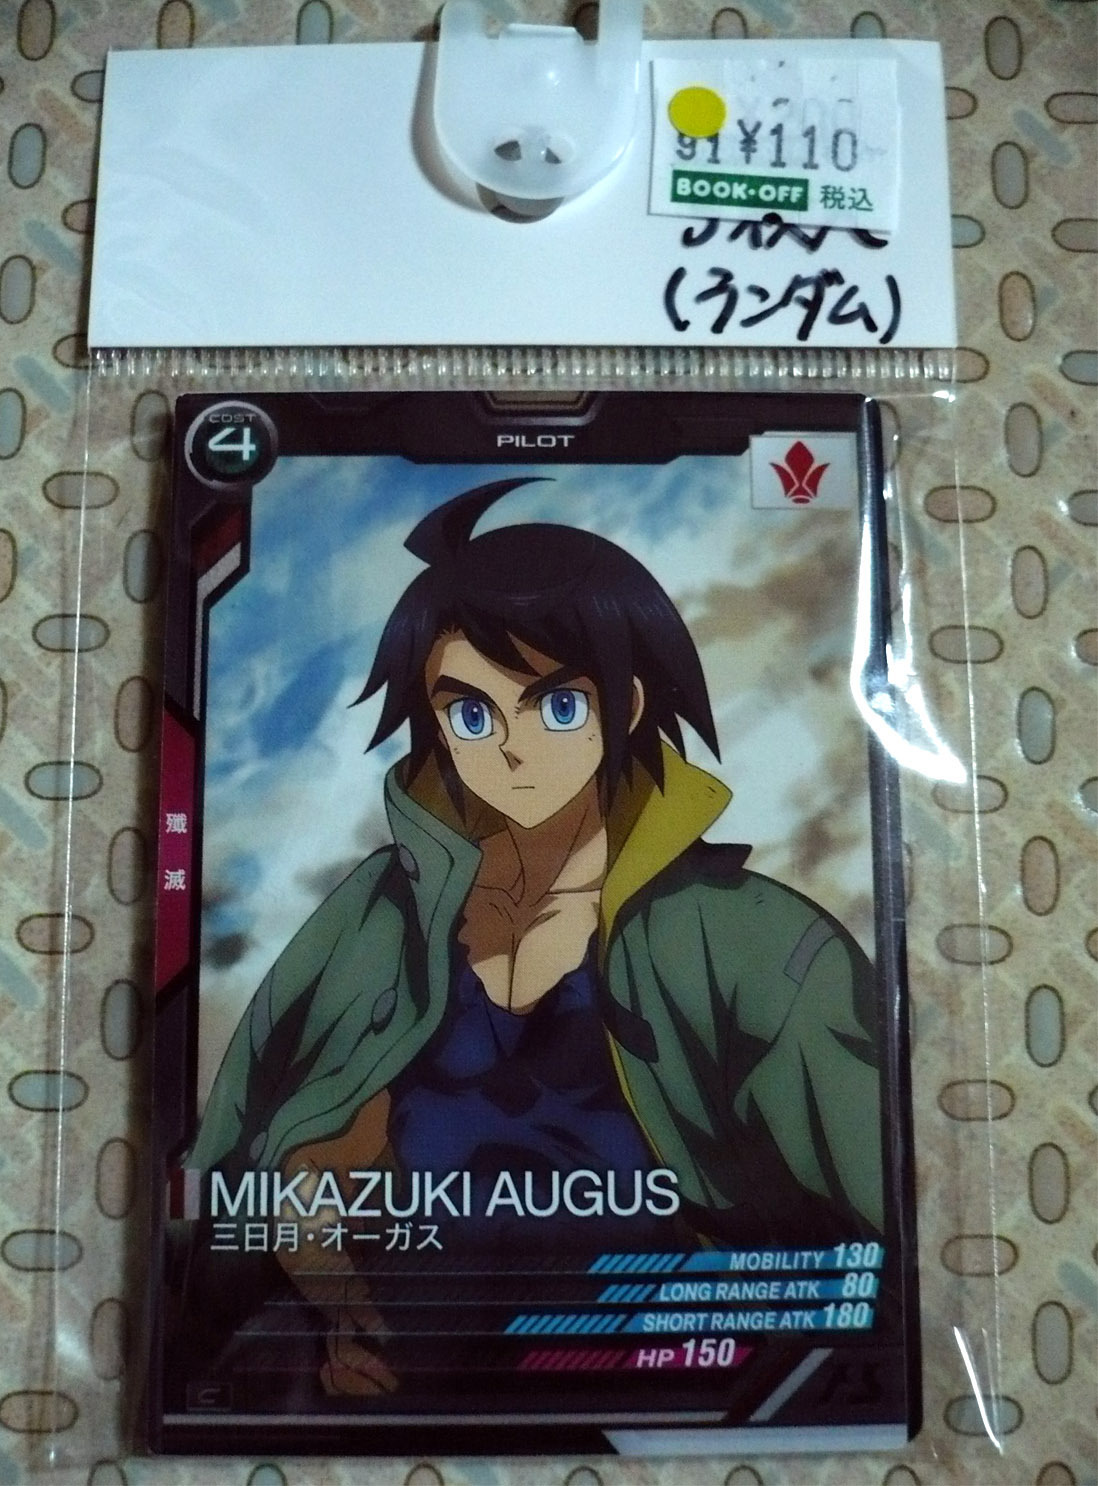 91 ¥110
BOOK・OFF 税込
(ランダム)
COST
4
PILOT
殲滅
MIKAZUKI AUGUS
三日月・オーガス
MOBILITY 130
LONG RANGE ATK 80
SHORT RANGE ATK 180
HP 150
C